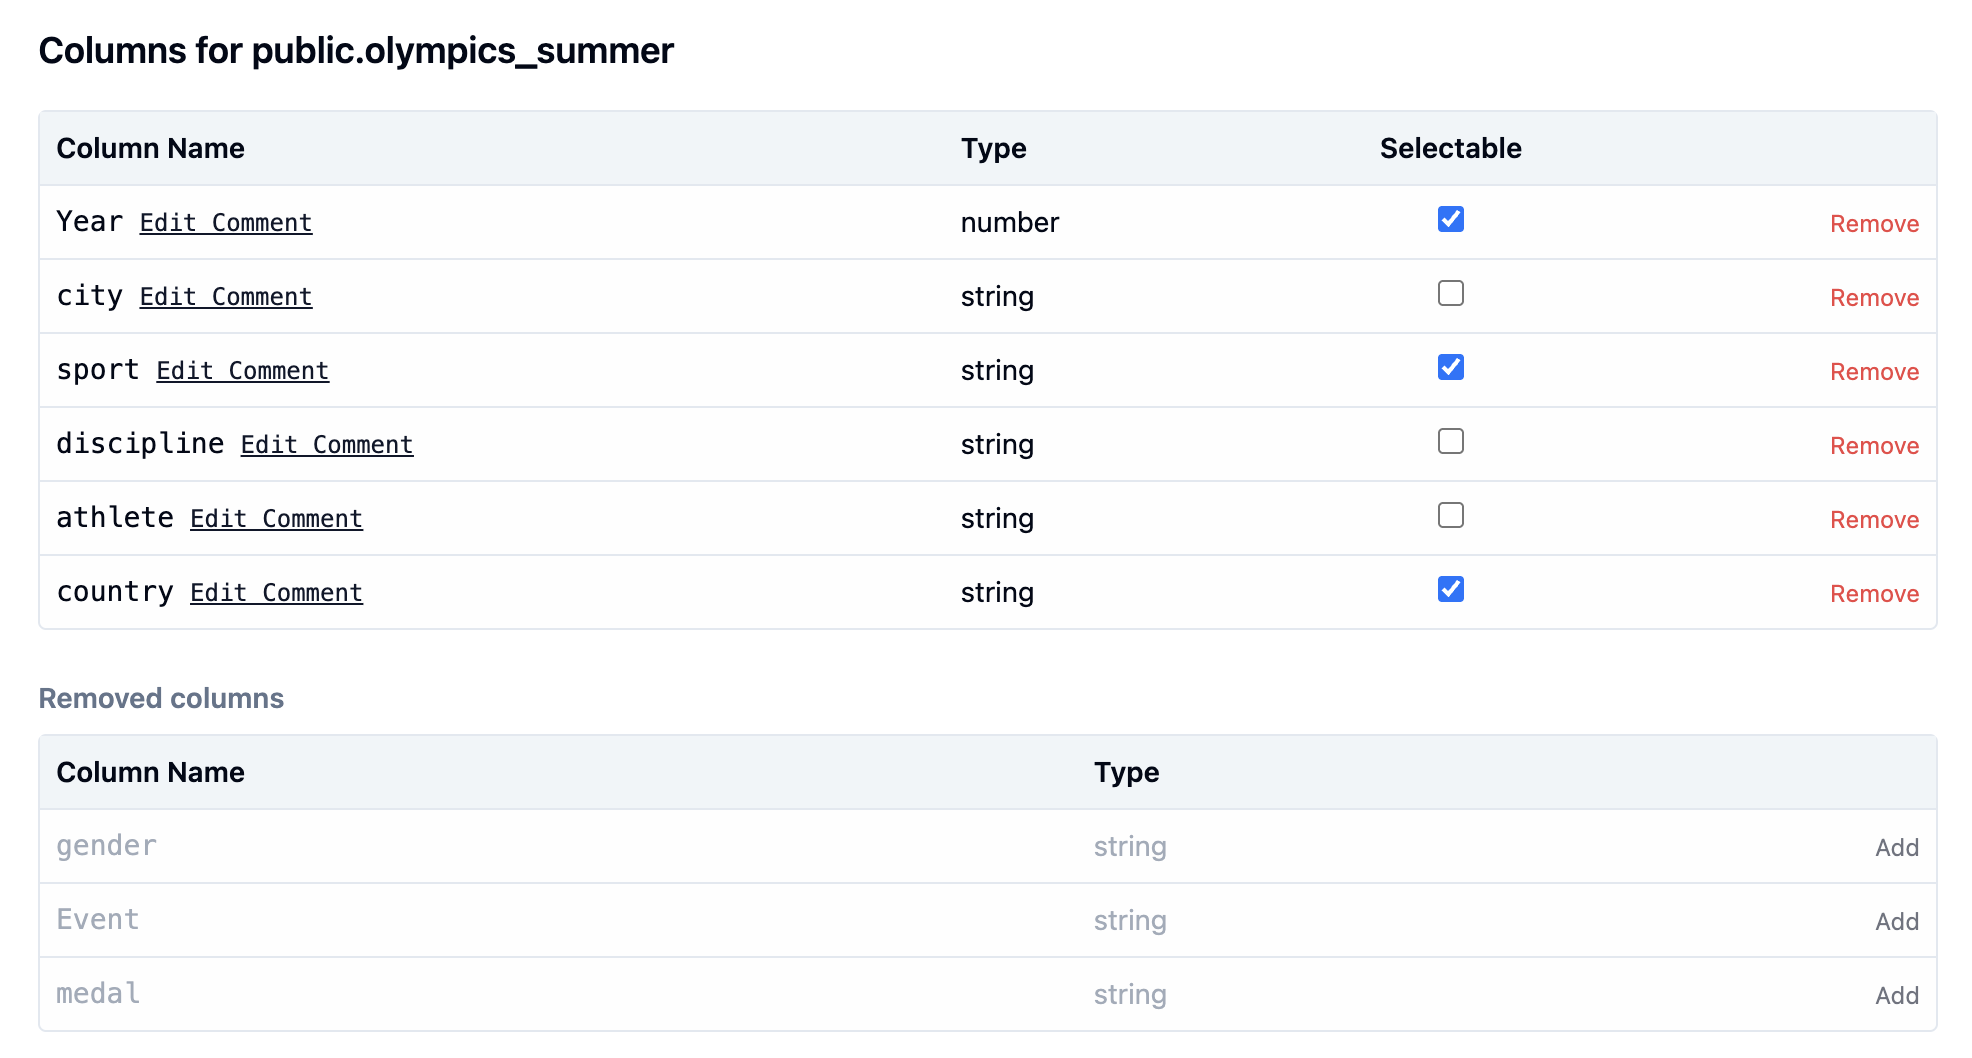 Columns for public.olympics_summer
Column Name Type Selectable
Year Edit Comment number Remove
city Edit Comment string Remove
sport Edit Comment string Remove
discipline Edit Comment string Remove
athlete Edit Comment string Remove
country Edit Comment string Remove
Removed columns
Column Name Type
gender string Add
Event string Add
medal string Add